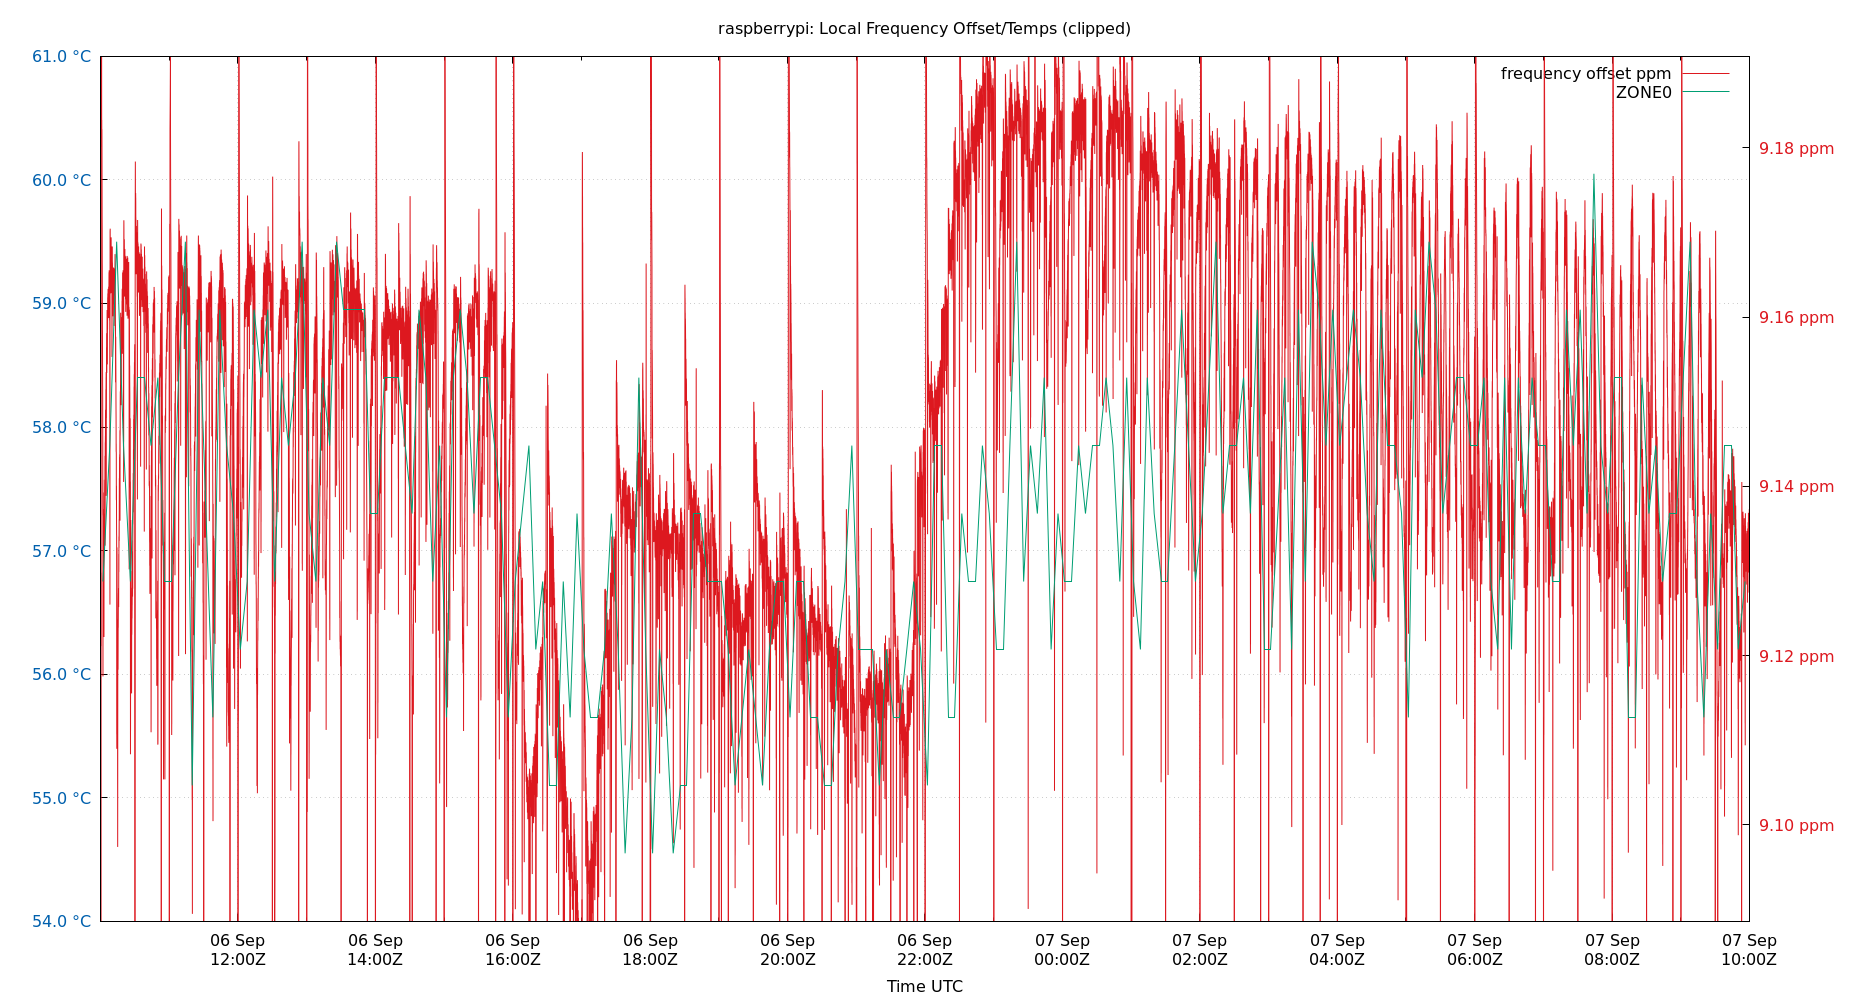 raspberrypi: Local Frequency Offset/Temps (clipped)
61.0 °C
60.0 °C
59.0 °C
58.0 °C
57.0 °C
56.0 °C
55.0 °C
54.0 °C
frequency offset ppm
ZONE0
9.18 ppm
9.16 ppm
9.14 ppm
9.12 ppm
9.10 ppm
06 Sep 06 Sep 06 Sep 06 Sep 06 Sep 06 Sep 07 Sep 07 Sep 07 Sep 07 Sep 07 Sep 07 Sep
12:00Z 14:00Z 16:00Z 18:00Z 20:00Z 22:00Z 00:00Z 02:00Z 04:00Z 06:00Z 08:00Z 10:00Z
Time UTC